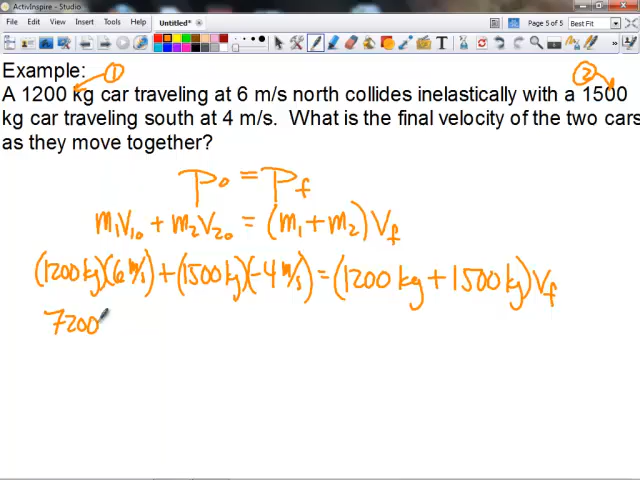 ActivInspire - Studio
File Edit View Insert Tools Help Untitled* Page 5 of 5 Best Fit
Example: ①
②
A 1200 kg car traveling at 6 m/s north collides inelastically with a 1500
kg car traveling south at 4 m/s. What is the final velocity of the two cars
as they move together?
P₀ = P_f
m₁V₁₀ + m₂V₂₀ = (m₁ + m₂) V_f
(1200 kg)(6 m/s) + (1500 kg)(-4 m/s) = (1200 kg + 1500 kg) V_f
7200